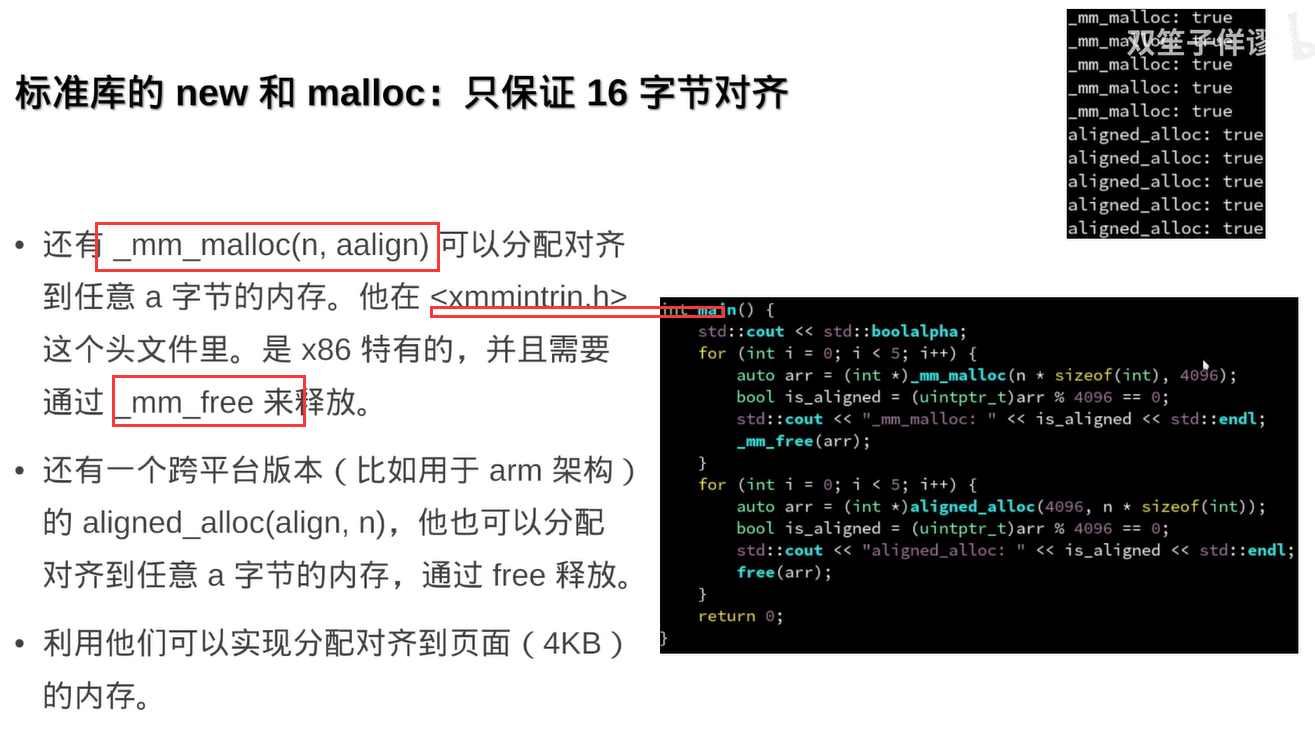 _mm_malloc: true
_mm_malloc: true
_mm_malloc: true
_mm_malloc: true
_mm_malloc: true
aligned_alloc: true
aligned_alloc: true
aligned_alloc: true
aligned_alloc: true
aligned_alloc: true
双笙子佯谬
标准库的 new 和 malloc：只保证 16 字节对齐
• 还有 _mm_malloc(n, aalign) 可以分配对齐
到任意 a 字节的内存。他在 <xmmintrin.h>
这个头文件里。是 x86 特有的，并且需要
通过 _mm_free 来释放。
• 还有一个跨平台版本（比如用于 arm 架构）
的 aligned_alloc(align, n)，他也可以分配
对齐到任意 a 字节的内存，通过 free 释放。
• 利用他们可以实现分配对齐到页面（4KB）
的内存。
int main() {
    std::cout << std::boolalpha;
    for (int i = 0; i < 5; i++) {
        auto arr = (int *)_mm_malloc(n * sizeof(int), 4096);
        bool is_aligned = (uintptr_t)arr % 4096 == 0;
        std::cout << "_mm_malloc: " << is_aligned << std::endl;
        _mm_free(arr);
    }
    for (int i = 0; i < 5; i++) {
        auto arr = (int *)aligned_alloc(4096, n * sizeof(int));
        bool is_aligned = (uintptr_t)arr % 4096 == 0;
        std::cout << "aligned_alloc: " << is_aligned << std::endl;
        free(arr);
    }
    return 0;
}